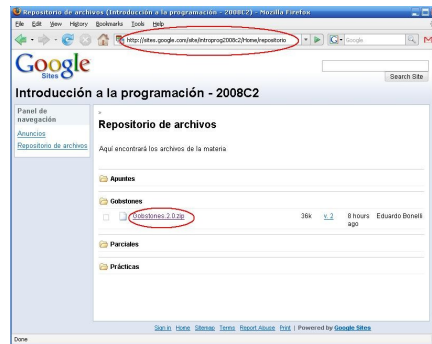 Repositorio de archivos (Introducción a la programación - 2008C2) - Mozilla Firefox
File Edit View History Bookmarks Tools Help
http://sites.google.com/site/introprog2008c2/Home/repositorio
Google
Google
Sites
Search Site
Introducción a la programación - 2008C2
Panel de
navegación
Anuncios
Repositorio de archivos
Repositorio de archivos
Aquí encontrará los archivos de la materia.
Apuntes
Gobstones
Gobstones 2.0.zip 36k v. 2 8 hours ago Eduardo Bonelli
Parciales
Prácticas
Sign in Home Sitemap Terms Report Abuse Print | Powered by Google Sites
Done